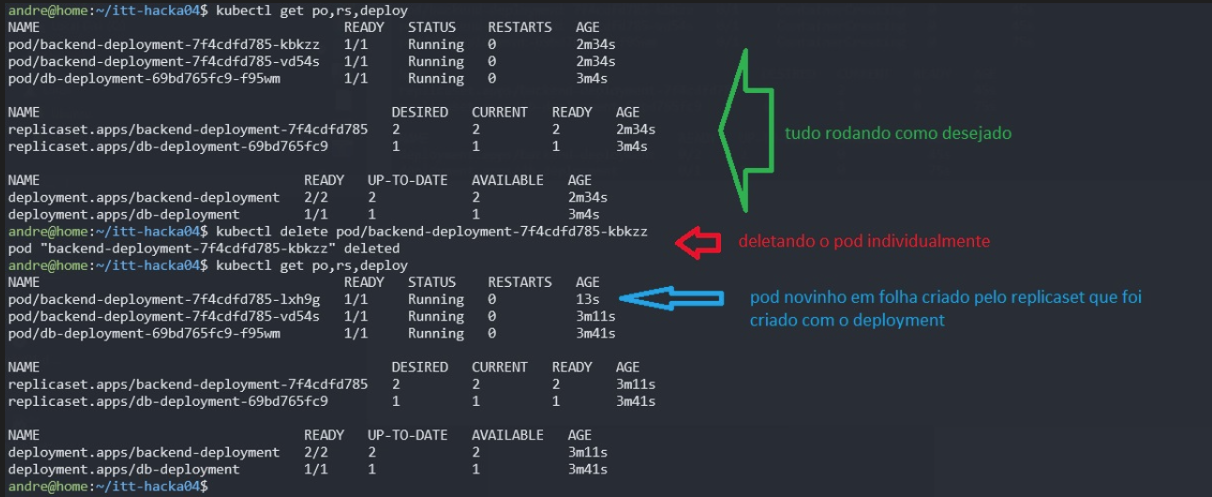 andre@home:~/itt-hacka04$ kubectl get po,rs,deploy
NAME READY STATUS RESTARTS AGE
pod/backend-deployment-7f4cdfd785-kbkzz 1/1 Running 0 2m34s
pod/backend-deployment-7f4cdfd785-vd54s 1/1 Running 0 2m34s
pod/db-deployment-69bd765fc9-f95wm 1/1 Running 0 3m4s
NAME DESIRED CURRENT READY AGE
replicaset.apps/backend-deployment-7f4cdfd785 2 2 2 2m34s
replicaset.apps/db-deployment-69bd765fc9 1 1 1 3m4s
tudo rodando como desejado
NAME READY UP-TO-DATE AVAILABLE AGE
deployment.apps/backend-deployment 2/2 2 2 2m34s
deployment.apps/db-deployment 1/1 1 1 3m4s
andre@home:~/itt-hacka04$ kubectl delete pod/backend-deployment-7f4cdfd785-kbkzz
pod "backend-deployment-7f4cdfd785-kbkzz" deleted
deletando o pod individualmente
andre@home:~/itt-hacka04$ kubectl get po,rs,deploy
NAME READY STATUS RESTARTS AGE
pod/backend-deployment-7f4cdfd785-lxh9g 1/1 Running 0 13s
pod/backend-deployment-7f4cdfd785-vd54s 1/1 Running 0 3m11s
pod/db-deployment-69bd765fc9-f95wm 1/1 Running 0 3m41s
pod novinho em folha criado pelo replicaset que foi
criado com o deployment
NAME DESIRED CURRENT READY AGE
replicaset.apps/backend-deployment-7f4cdfd785 2 2 2 3m11s
replicaset.apps/db-deployment-69bd765fc9 1 1 1 3m41s
NAME READY UP-TO-DATE AVAILABLE AGE
deployment.apps/backend-deployment 2/2 2 2 3m11s
deployment.apps/db-deployment 1/1 1 1 3m41s
andre@home:~/itt-hacka04$